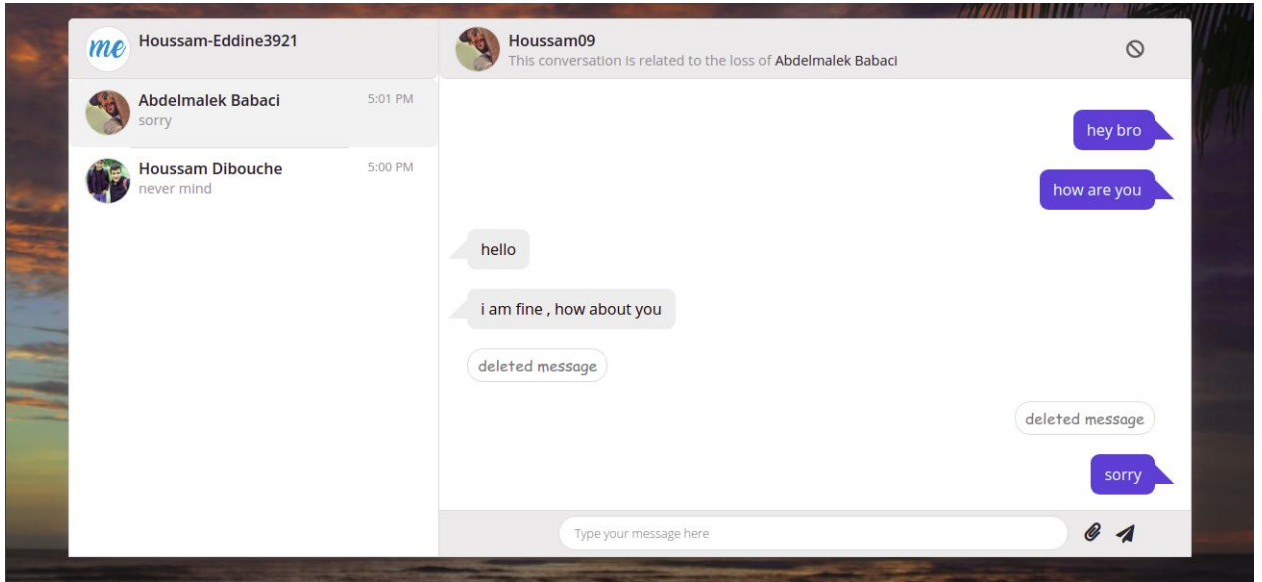 me
Houssam-Eddine3921
Abdelmalek Babaci
5:01 PM
sorry
Houssam Dibouche
5:00 PM
never mind
Houssam09
This conversation is related to the loss of Abdelmalek Babaci
hey bro
how are you
hello
i am fine , how about you
deleted message
deleted message
sorry
Type your message here